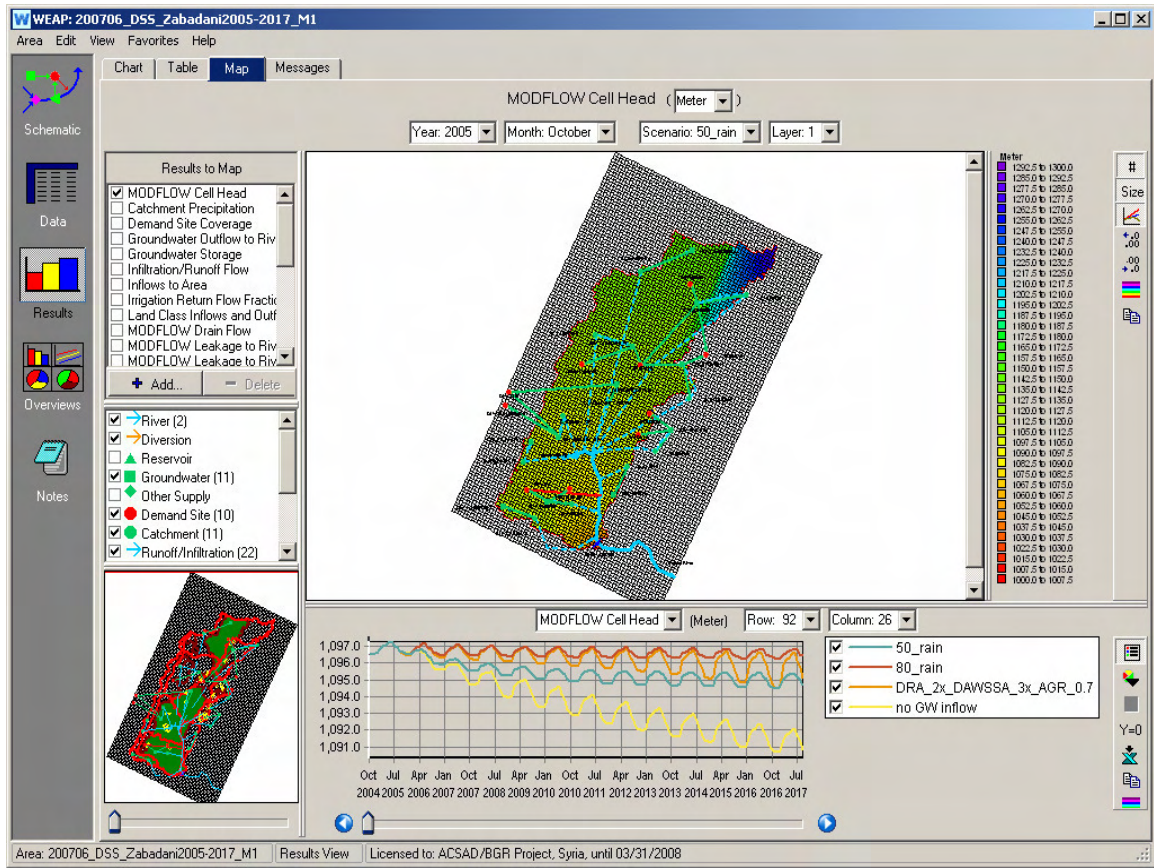 WEAP: 200706_DSS_Zabadani2005-2017_M1
Area Edit View Favorites Help
Schematic
Data
Results
Overviews
Notes
Chart Table Map Messages
MODFLOW Cell Head ( Meter )
Year: 2005 Month: October Scenario: 50_rain Layer: 1
Results to Map
MODFLOW Cell Head
Catchment Precipitation
Demand Site Coverage
Groundwater Outflow to Riv
Groundwater Storage
Infiltration/Runoff Flow
Inflows to Area
Irrigation Return Flow Fractic
Land Class Inflows and Outf
MODFLOW Drain Flow
MODFLOW Leakage to Riv
MODFLOW Leakage to Riv
Add... Delete
River (2)
Diversion
Reservoir
Groundwater (11)
Other Supply
Demand Site (10)
Catchment (11)
Runoff/Infiltration (22)
Meter
1292.5 to 1300.0
1285.0 to 1292.5
1277.5 to 1285.0
1270.0 to 1277.5
1262.5 to 1270.0
1255.0 to 1262.5
1247.5 to 1255.0
1240.0 to 1247.5
1232.5 to 1240.0
1225.0 to 1232.5
1217.5 to 1225.0
1210.0 to 1217.5
1202.5 to 1210.0
1195.0 to 1202.5
1187.5 to 1195.0
1180.0 to 1187.5
1172.5 to 1180.0
1165.0 to 1172.5
1157.5 to 1165.0
1150.0 to 1157.5
1142.5 to 1150.0
1135.0 to 1142.5
1127.5 to 1135.0
1120.0 to 1127.5
1112.5 to 1120.0
1105.0 to 1112.5
1097.5 to 1105.0
1090.0 to 1097.5
1082.5 to 1090.0
1075.0 to 1082.5
1067.5 to 1075.0
1060.0 to 1067.5
1052.5 to 1060.0
1045.0 to 1052.5
1037.5 to 1045.0
1030.0 to 1037.5
1022.5 to 1030.0
1015.0 to 1022.5
1007.5 to 1015.0
1000.0 to 1007.5
#
Size
.0
.00
.00
.0
MODFLOW Cell Head (Meter) Row: 92 Column: 26
1,097.0
1,096.0
1,095.0
1,094.0
1,093.0
1,092.0
1,091.0
Oct Jul Apr Jan Oct Jul Apr Jan Oct Jul Apr Jan Oct Jul Apr Jan Oct Jul
2004 2005 2006 2007 2007 2008 2009 2010 2010 2011 2012 2013 2013 2014 2015 2016 2016 2017
50_rain
80_rain
DRA_2x_DAWSSA_3x_AGR_0.7
no GW inflow
Y=0
Area: 200706_DSS_Zabadani2005-2017_M1 Results View Licensed to: ACSAD/BGR Project, Syria, until 03/31/2008